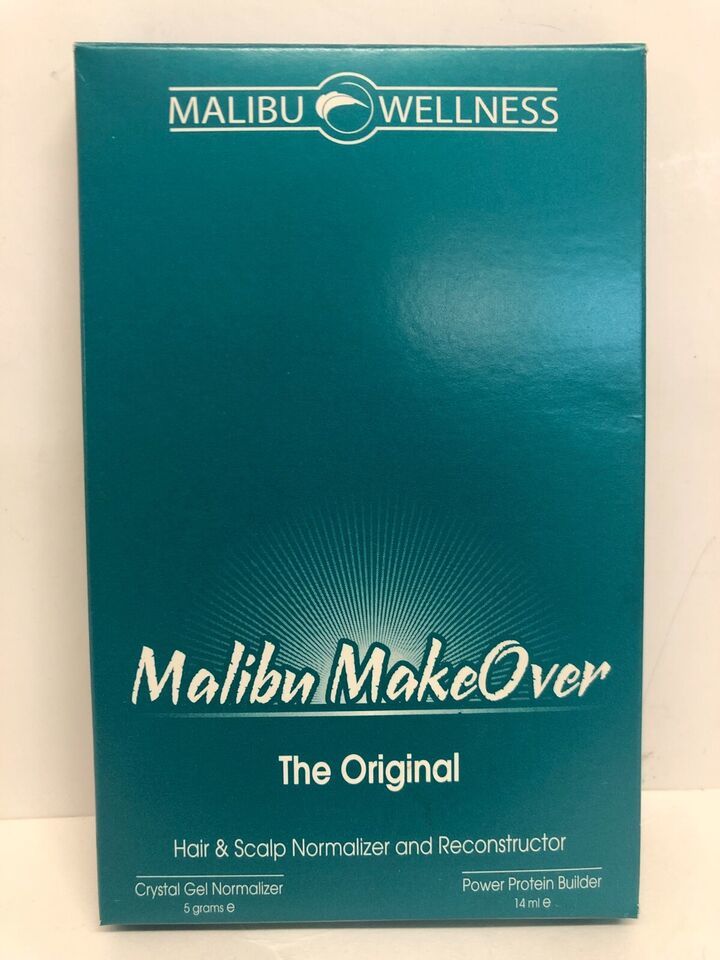 MALIBU WELLNESS
Malibu MakeOver
The Original
Hair & Scalp Normalizer and Reconstructor
Crystal Gel Normalizer
5 grams ℮
Power Protein Builder
14 ml ℮